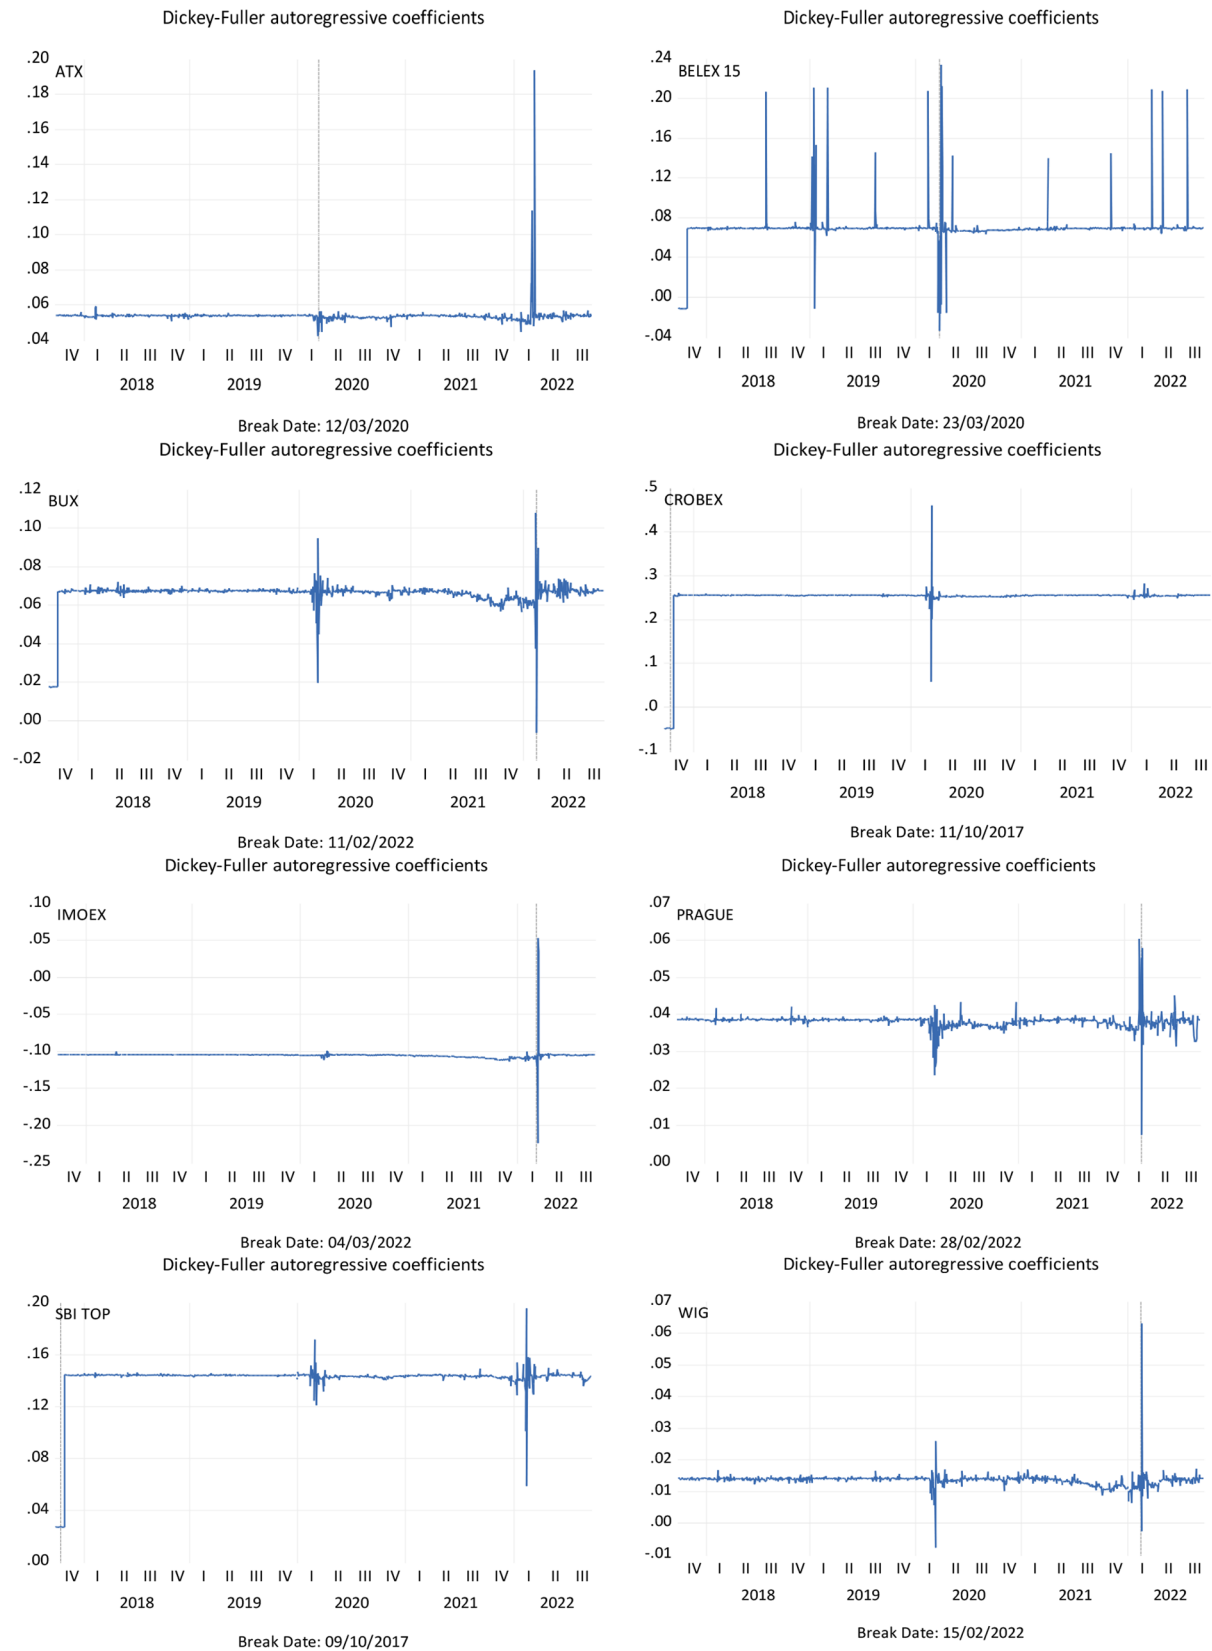 Dickey-Fuller autoregressive coefficients
ATX
.20
.18
.16
.14
.12
.10
.08
.06
.04
IV I II III IV I II III IV I II III IV I II III IV I II III
2018 2019 2020 2021 2022
Break Date: 12/03/2020
Dickey-Fuller autoregressive coefficients
BELEX 15
.24
.20
.16
.12
.08
.04
.00
-.04
IV I II III IV I II III IV I II III IV I II III IV I II III
2018 2019 2020 2021 2022
Break Date: 23/03/2020
Dickey-Fuller autoregressive coefficients
BUX
.12
.10
.08
.06
.04
.02
.00
-.02
IV I II III IV I II III IV I II III IV I II III IV I II III
2018 2019 2020 2021 2022
Break Date: 11/02/2022
Dickey-Fuller autoregressive coefficients
CROBEX
.5
.4
.3
.2
.1
.0
-.1
IV I II III IV I II III IV I II III IV I II III IV I II III
2018 2019 2020 2021 2022
Break Date: 11/10/2017
Dickey-Fuller autoregressive coefficients
IMOEX
.10
.05
.00
-.05
-.10
-.15
-.20
-.25
IV I II III IV I II III IV I II III IV I II III IV I II III
2018 2019 2020 2021 2022
Break Date: 04/03/2022
Dickey-Fuller autoregressive coefficients
PRAGUE
.07
.06
.05
.04
.03
.02
.01
.00
IV I II III IV I II III IV I II III IV I II III IV I II III
2018 2019 2020 2021 2022
Break Date: 28/02/2022
Dickey-Fuller autoregressive coefficients
SBI TOP
.20
.16
.12
.08
.04
.00
IV I II III IV I II III IV I II III IV I II III IV I II III
2018 2019 2020 2021 2022
Break Date: 09/10/2017
Dickey-Fuller autoregressive coefficients
WIG
.07
.06
.05
.04
.03
.02
.01
.00
-.01
IV I II III IV I II III IV I II III IV I II III IV I II III
2018 2019 2020 2021 2022
Break Date: 15/02/2022